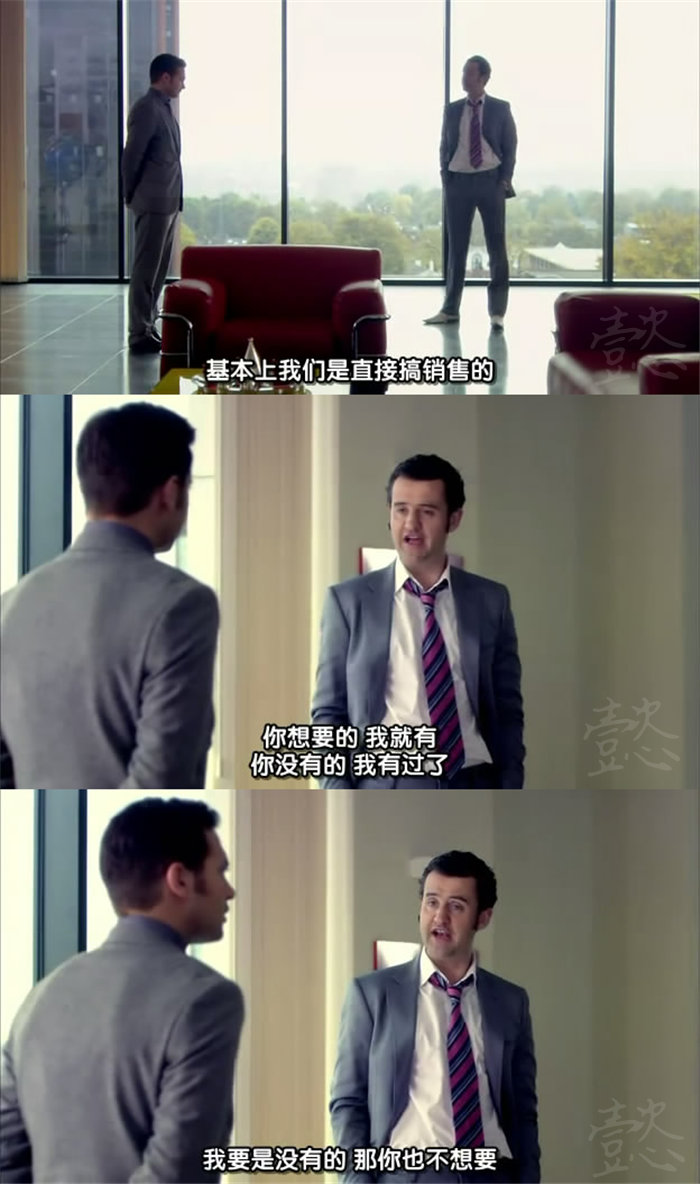 基本上我们是直接搞销售的
懿
你想要的 我就有
你没有的 我有过了
懿
我要是没有的 那你也不想要
懿